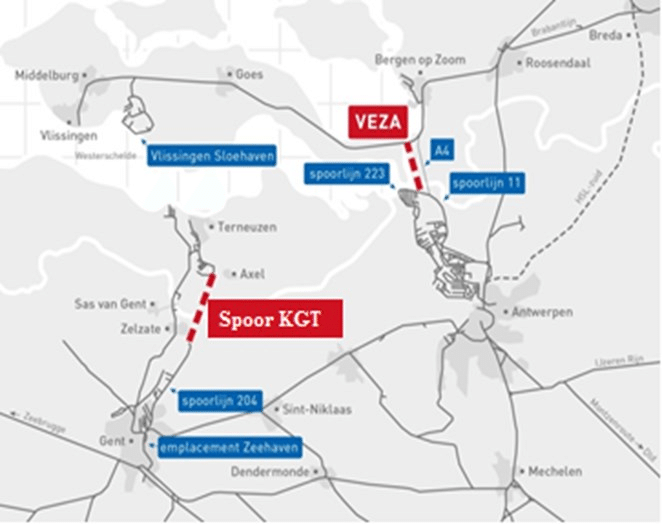 Brabantlijn
Breda
Bergen op Zoom
Roosendaal
Middelburg
Goes
VEZA
Vlissingen
A4
Vlissingen Sloehaven
Westerschelde
spoorlijn 223
spoorlijn 11
HSL-zuid
Terneuzen
Axel
Sas van Gent
Spoor KGT
Antwerpen
Zelzate
IJzeren Rijn
spoorlijn 204
Zeebrugge
Sint-Niklaas
Montzenroute
Gent
emplacement Zeehaven
Dendermonde
Mechelen